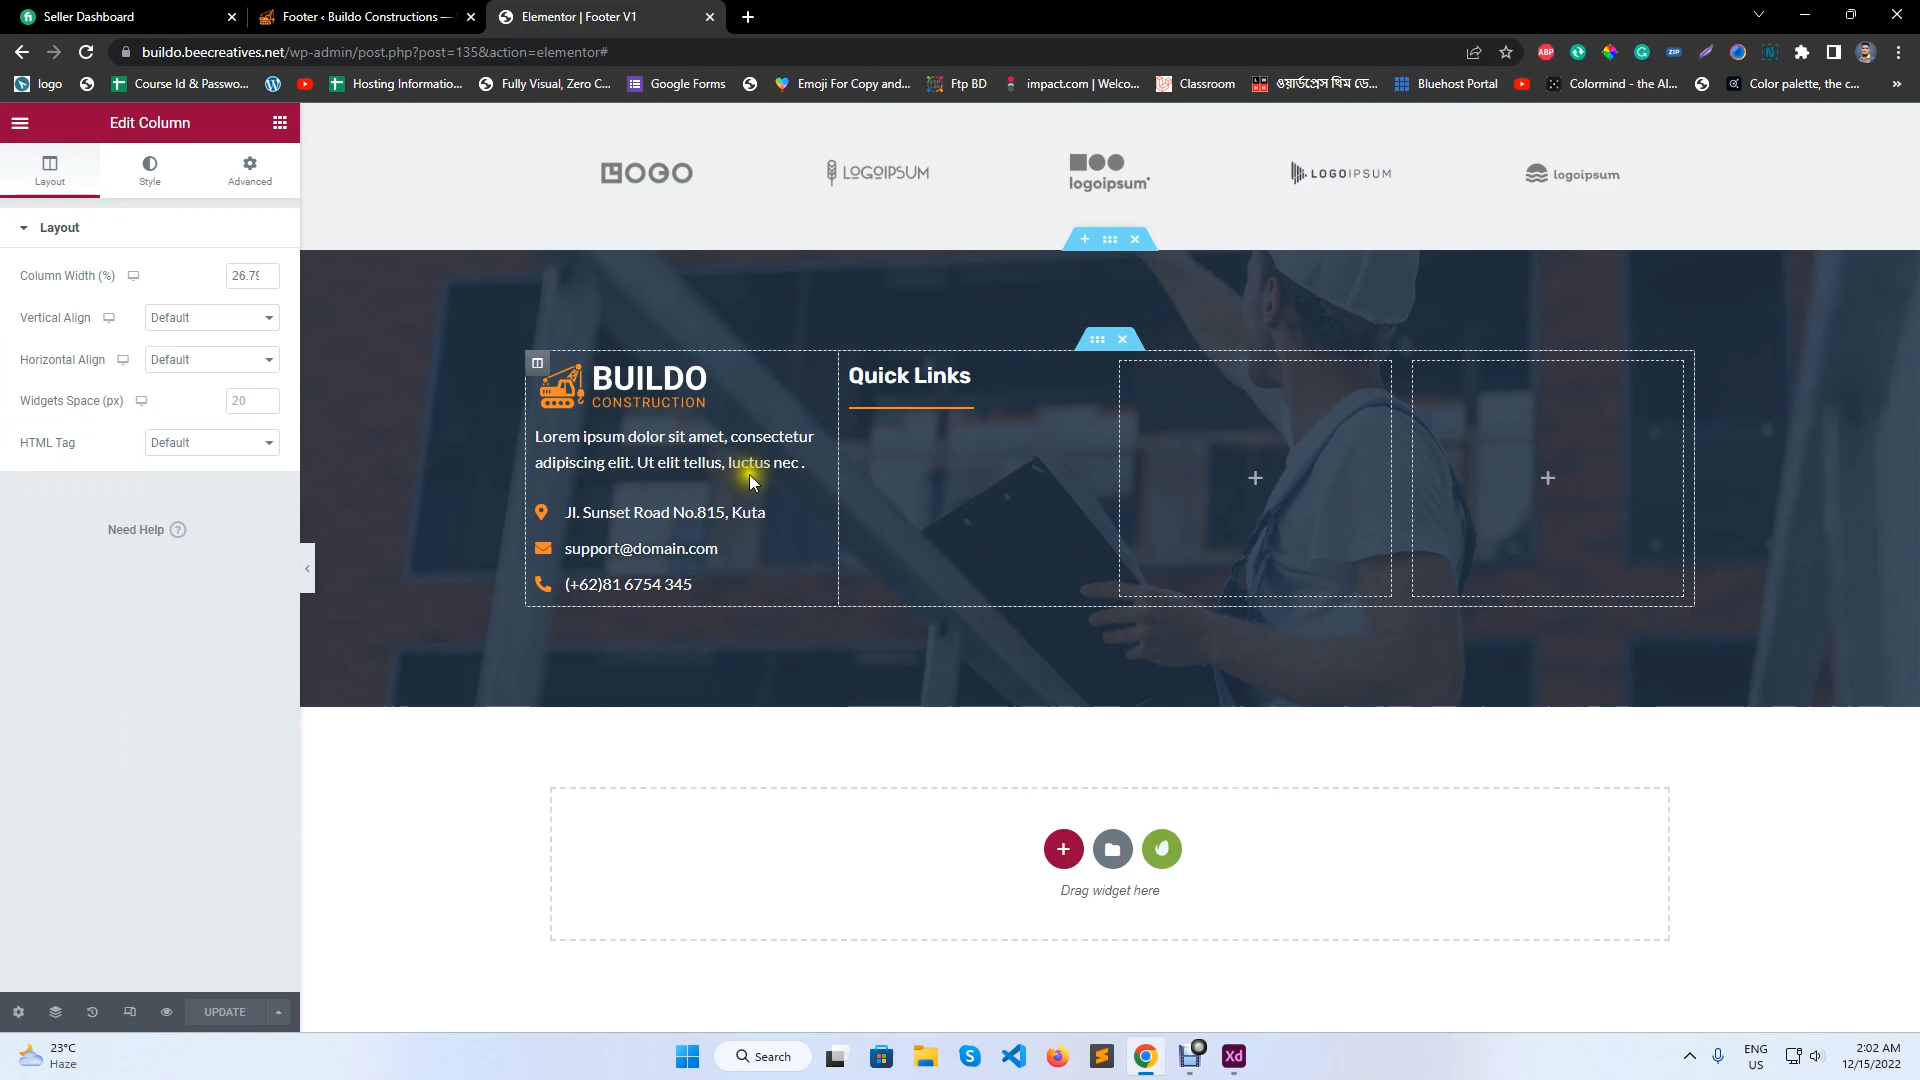 Seller Dashboard
Footer ‹ Buildo Constructions —
Elementor | Footer V1
buildo.beecreatives.net/wp-admin/post.php?post=135&action=elementor#
logo
Course Id & Passwo...
Hosting Informatio...
Fully Visual, Zero C...
Google Forms
Emoji For Copy and...
Ftp BD
impact.com | Welco...
Classroom
ওয়ার্ডপ্রেস থিম ডে...
Bluehost Portal
Colormind - the AI...
Color palette, the c...
»
Edit Column
Layout
Style
Advanced
Layout
Column Width (%)
26.79
Vertical Align
Default
Horizontal Align
Default
Widgets Space (px)
20
HTML Tag
Default
Need Help ?
UPDATE
LOGO
LOGOIPSUM
logoipsum
LOGOIPSUM
logoipsum
BUILDO
CONSTRUCTION
Quick Links
Lorem ipsum dolor sit amet, consectetur
adipiscing elit. Ut elit tellus, luctus nec .
Jl. Sunset Road No.815, Kuta
support@domain.com
(+62)81 6754 345
Drag widget here
23°C
Haze
Search
Xd
ENG
US
2:02 AM
12/15/2022